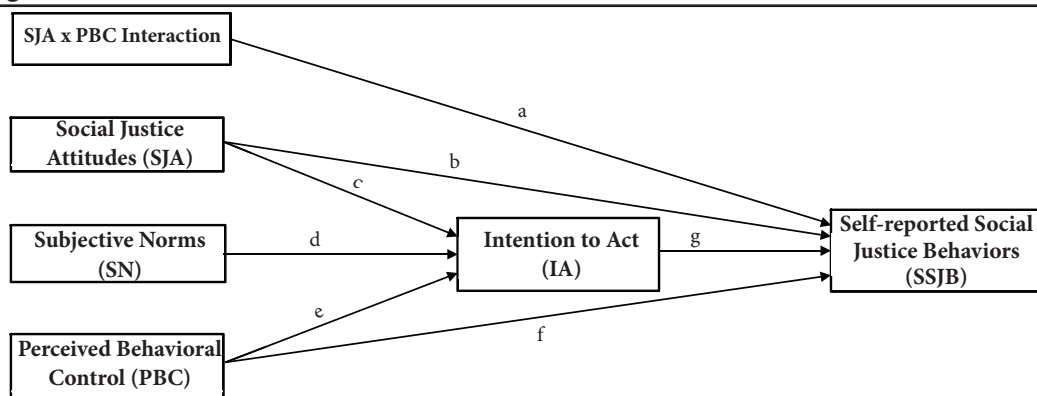 SJA x PBC Interaction
a
Social Justice
Attitudes (SJA)
b
c
Subjective Norms
(SN)
d
Intention to Act
(IA)
g
Self-reported Social
Justice Behaviors
(SSJB)
e
f
Perceived Behavioral
Control (PBC)